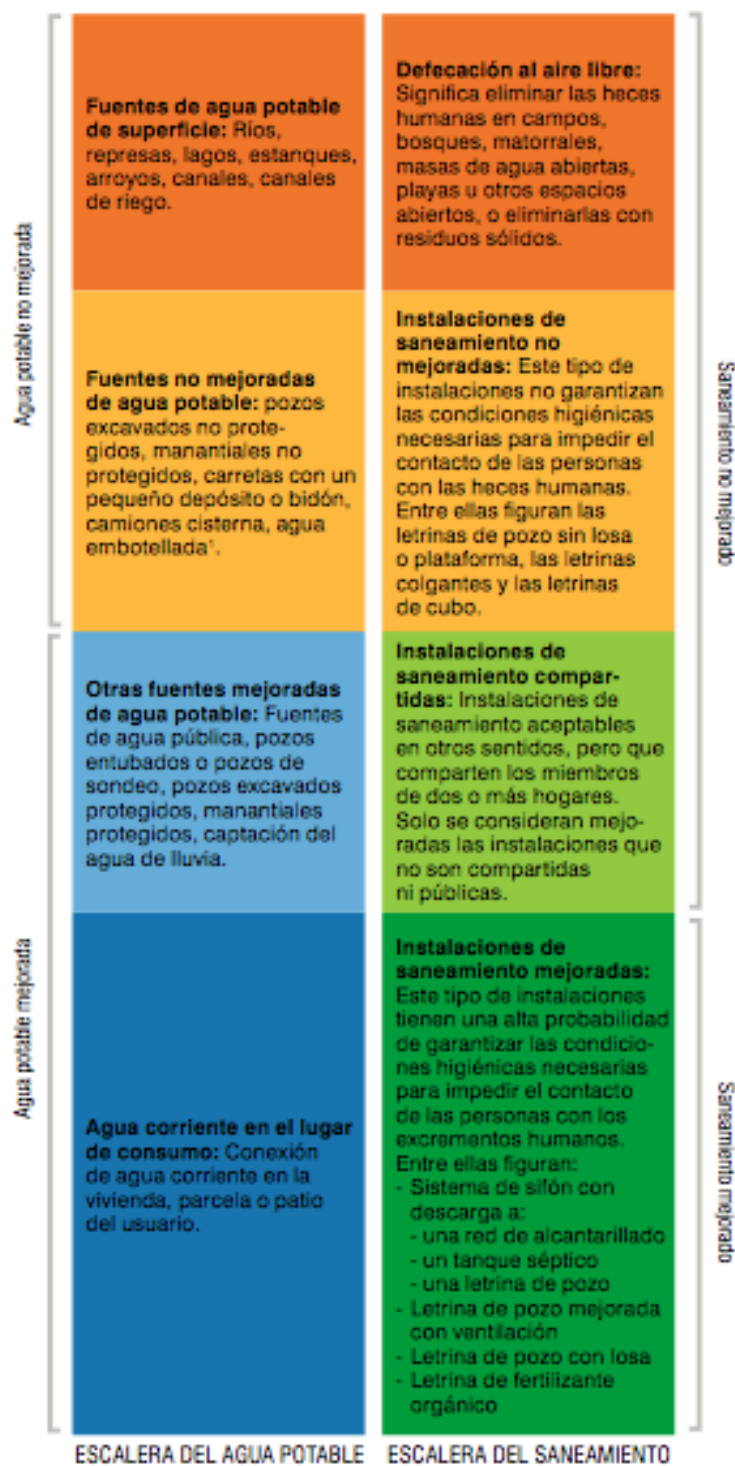 Agua potable no mejorada
Fuentes de agua potable
de superficie: Ríos,
represas, lagos, estanques,
arroyos, canales, canales
de riego.
Fuentes no mejoradas
de agua potable: pozos
excavados no prote-
gidos, manantiales no
protegidos, carretas con un
pequeño depósito o bidón,
camiones cisterna, agua
embotellada¹.
Agua potable mejorada
Otras fuentes mejoradas
de agua potable: Fuentes
de agua pública, pozos
entubados o pozos de
sondeo, pozos excavados
protegidos, manantiales
protegidos, captación del
agua de lluvia.
Agua corriente en el lugar
de consumo: Conexión
de agua corriente en la
vivienda, parcela o patio
del usuario.
ESCALERA DEL AGUA POTABLE
Defecación al aire libre:
Significa eliminar las heces
humanas en campos,
bosques, matorrales,
masas de agua abiertas,
playas u otros espacios
abiertos, o eliminarlas con
residuos sólidos.
Instalaciones de
saneamiento no
mejoradas: Este tipo de
instalaciones no garantizan
las condiciones higiénicas
necesarias para impedir el
contacto de las personas
con las heces humanas.
Entre ellas figuran las
letrinas de pozo sin losa
o plataforma, las letrinas
colgantes y las letrinas
de cubo.
Instalaciones de
saneamiento compar-
tidas: Instalaciones de
saneamiento aceptables
en otros sentidos, pero que
comparten los miembros
de dos o más hogares.
Solo se consideran mejo-
radas las instalaciones que
no son compartidas
ni públicas.
Saneamiento no mejorado
Instalaciones de
saneamiento mejoradas:
Este tipo de instalaciones
tienen una alta probabilidad
de garantizar las condicio-
nes higiénicas necesarias
para impedir el contacto
de las personas con los
excrementos humanos.
Entre ellas figuran:
- Sistema de sifón con
descarga a:
- una red de alcantarillado
- un tanque séptico
- una letrina de pozo
- Letrina de pozo mejorada
con ventilación
- Letrina de pozo con losa
- Letrina de fertilizante
orgánico
Saneamiento mejorado
ESCALERA DEL SANEAMIENTO